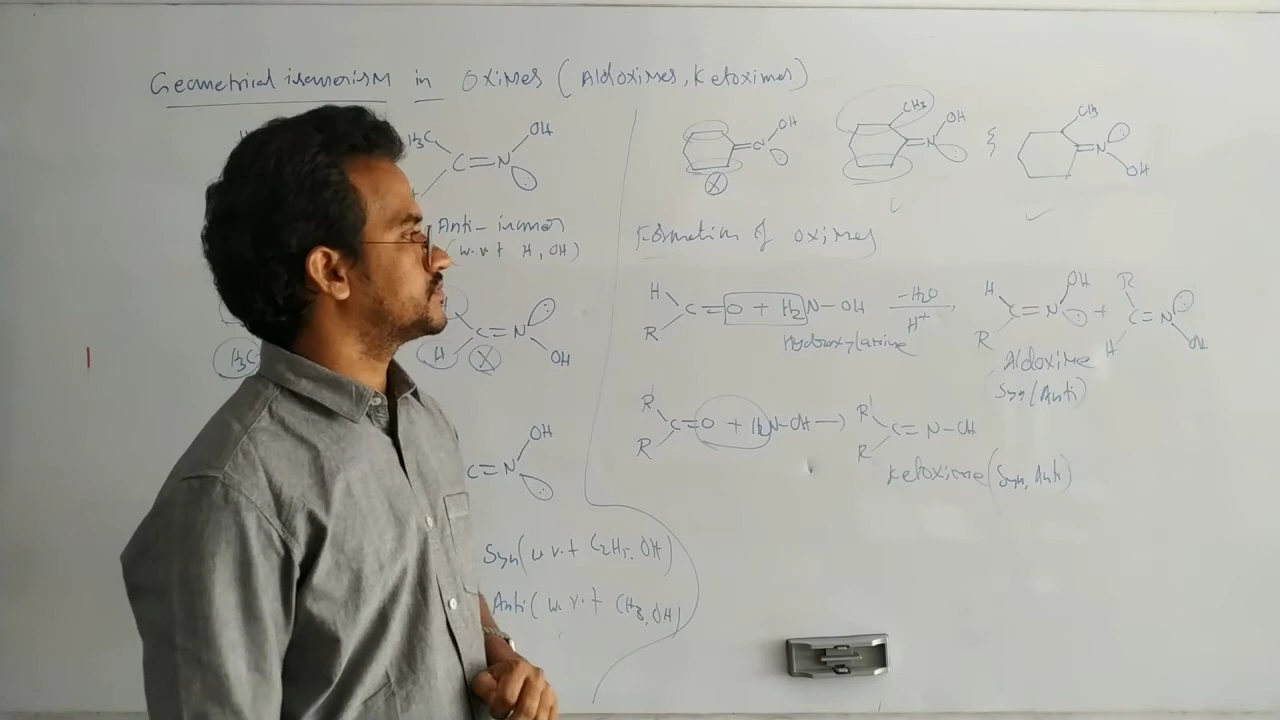 Geometrical isomerism in Oximes (Aldoximes, Ketoximes)
H3C OH
C=N
Anti-isomer
(w.r.t H, OH)
H3C H C=N OH
C=N OH
Syn (w.r.t C2H5, OH)
Anti (w.r.t CH3, OH)
=N OH
CH3 =N OH & CH3 =N OH
Formation of oximes
H R C=O + H2N-OH -H2O H+ H R C=N OH + R H C=N OH
Hydroxylamine
Aldoxime
(Syn/Anti)
R' R C=O + H2N-OH → R' R C=N-OH
Ketoxime (Syn, Anti)